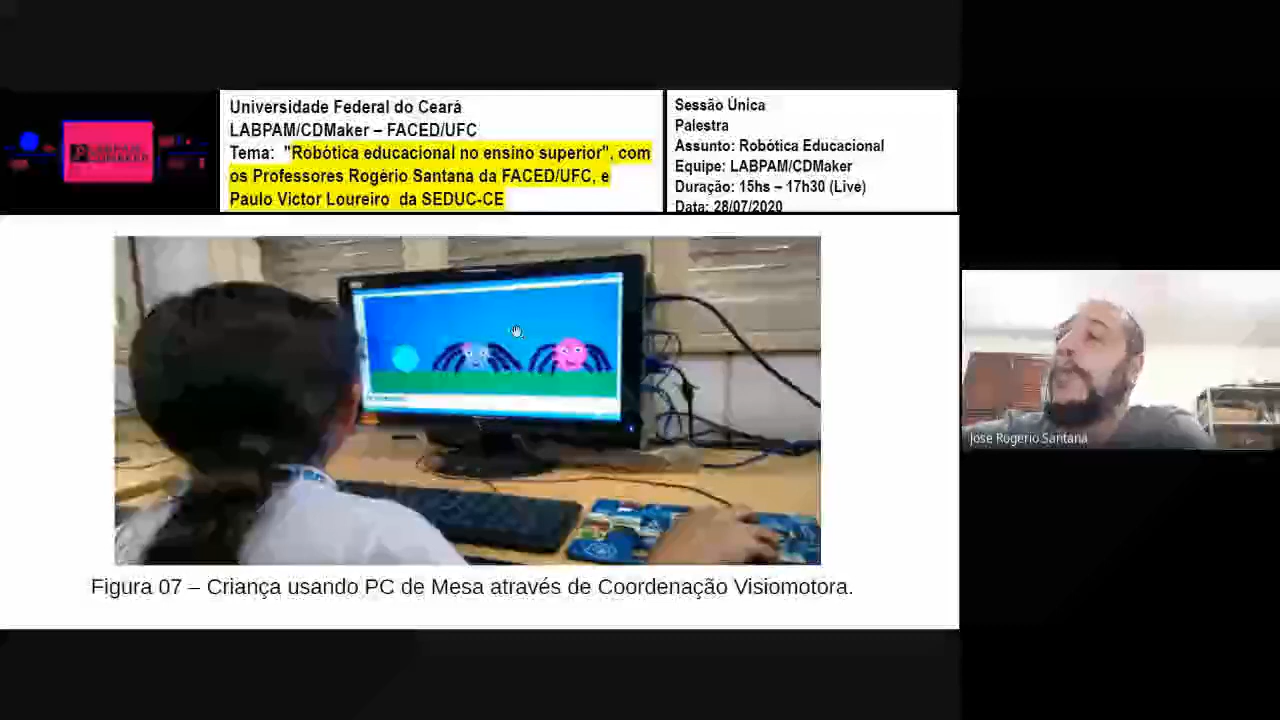 LABPAM
CDMAKER
Universidade Federal do Ceará
LABPAM/CDMaker – FACED/UFC
Tema: "Robótica educacional no ensino superior", com
os Professores Rogério Santana da FACED/UFC, e
Paulo Victor Loureiro da SEDUC-CE
Sessão Única
Palestra
Assunto: Robótica Educacional
Equipe: LABPAM/CDMaker
Duração: 15hs – 17h30 (Live)
Data: 28/07/2020
Jose Rogerio Santana
Figura 07 – Criança usando PC de Mesa através de Coordenação Visiomotora.